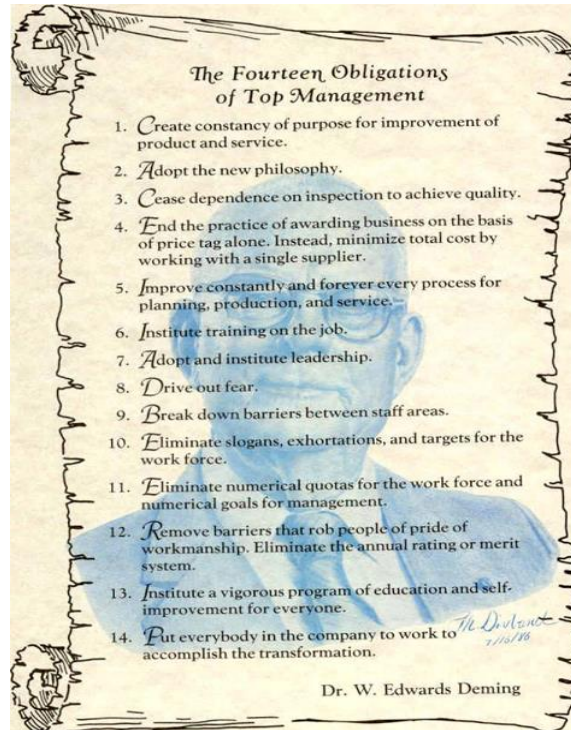 The Fourteen Obligations
of Top Management
1. Create constancy of purpose for improvement of
product and service.
2. Adopt the new philosophy.
3. Cease dependence on inspection to achieve quality.
4. End the practice of awarding business on the basis
of price tag alone. Instead, minimize total cost by
working with a single supplier.
5. Improve constantly and forever every process for
planning, production, and service.
6. Institute training on the job.
7. Adopt and institute leadership.
8. Drive out fear.
9. Break down barriers between staff areas.
10. Eliminate slogans, exhortations, and targets for the
work force.
11. Eliminate numerical quotas for the work force and
numerical goals for management.
12. Remove barriers that rob people of pride of
workmanship. Eliminate the annual rating or merit
system.
13. Institute a vigorous program of education and self-
improvement for everyone.
14. Put everybody in the company to work to
accomplish the transformation.
Dr. W. Edwards Deming